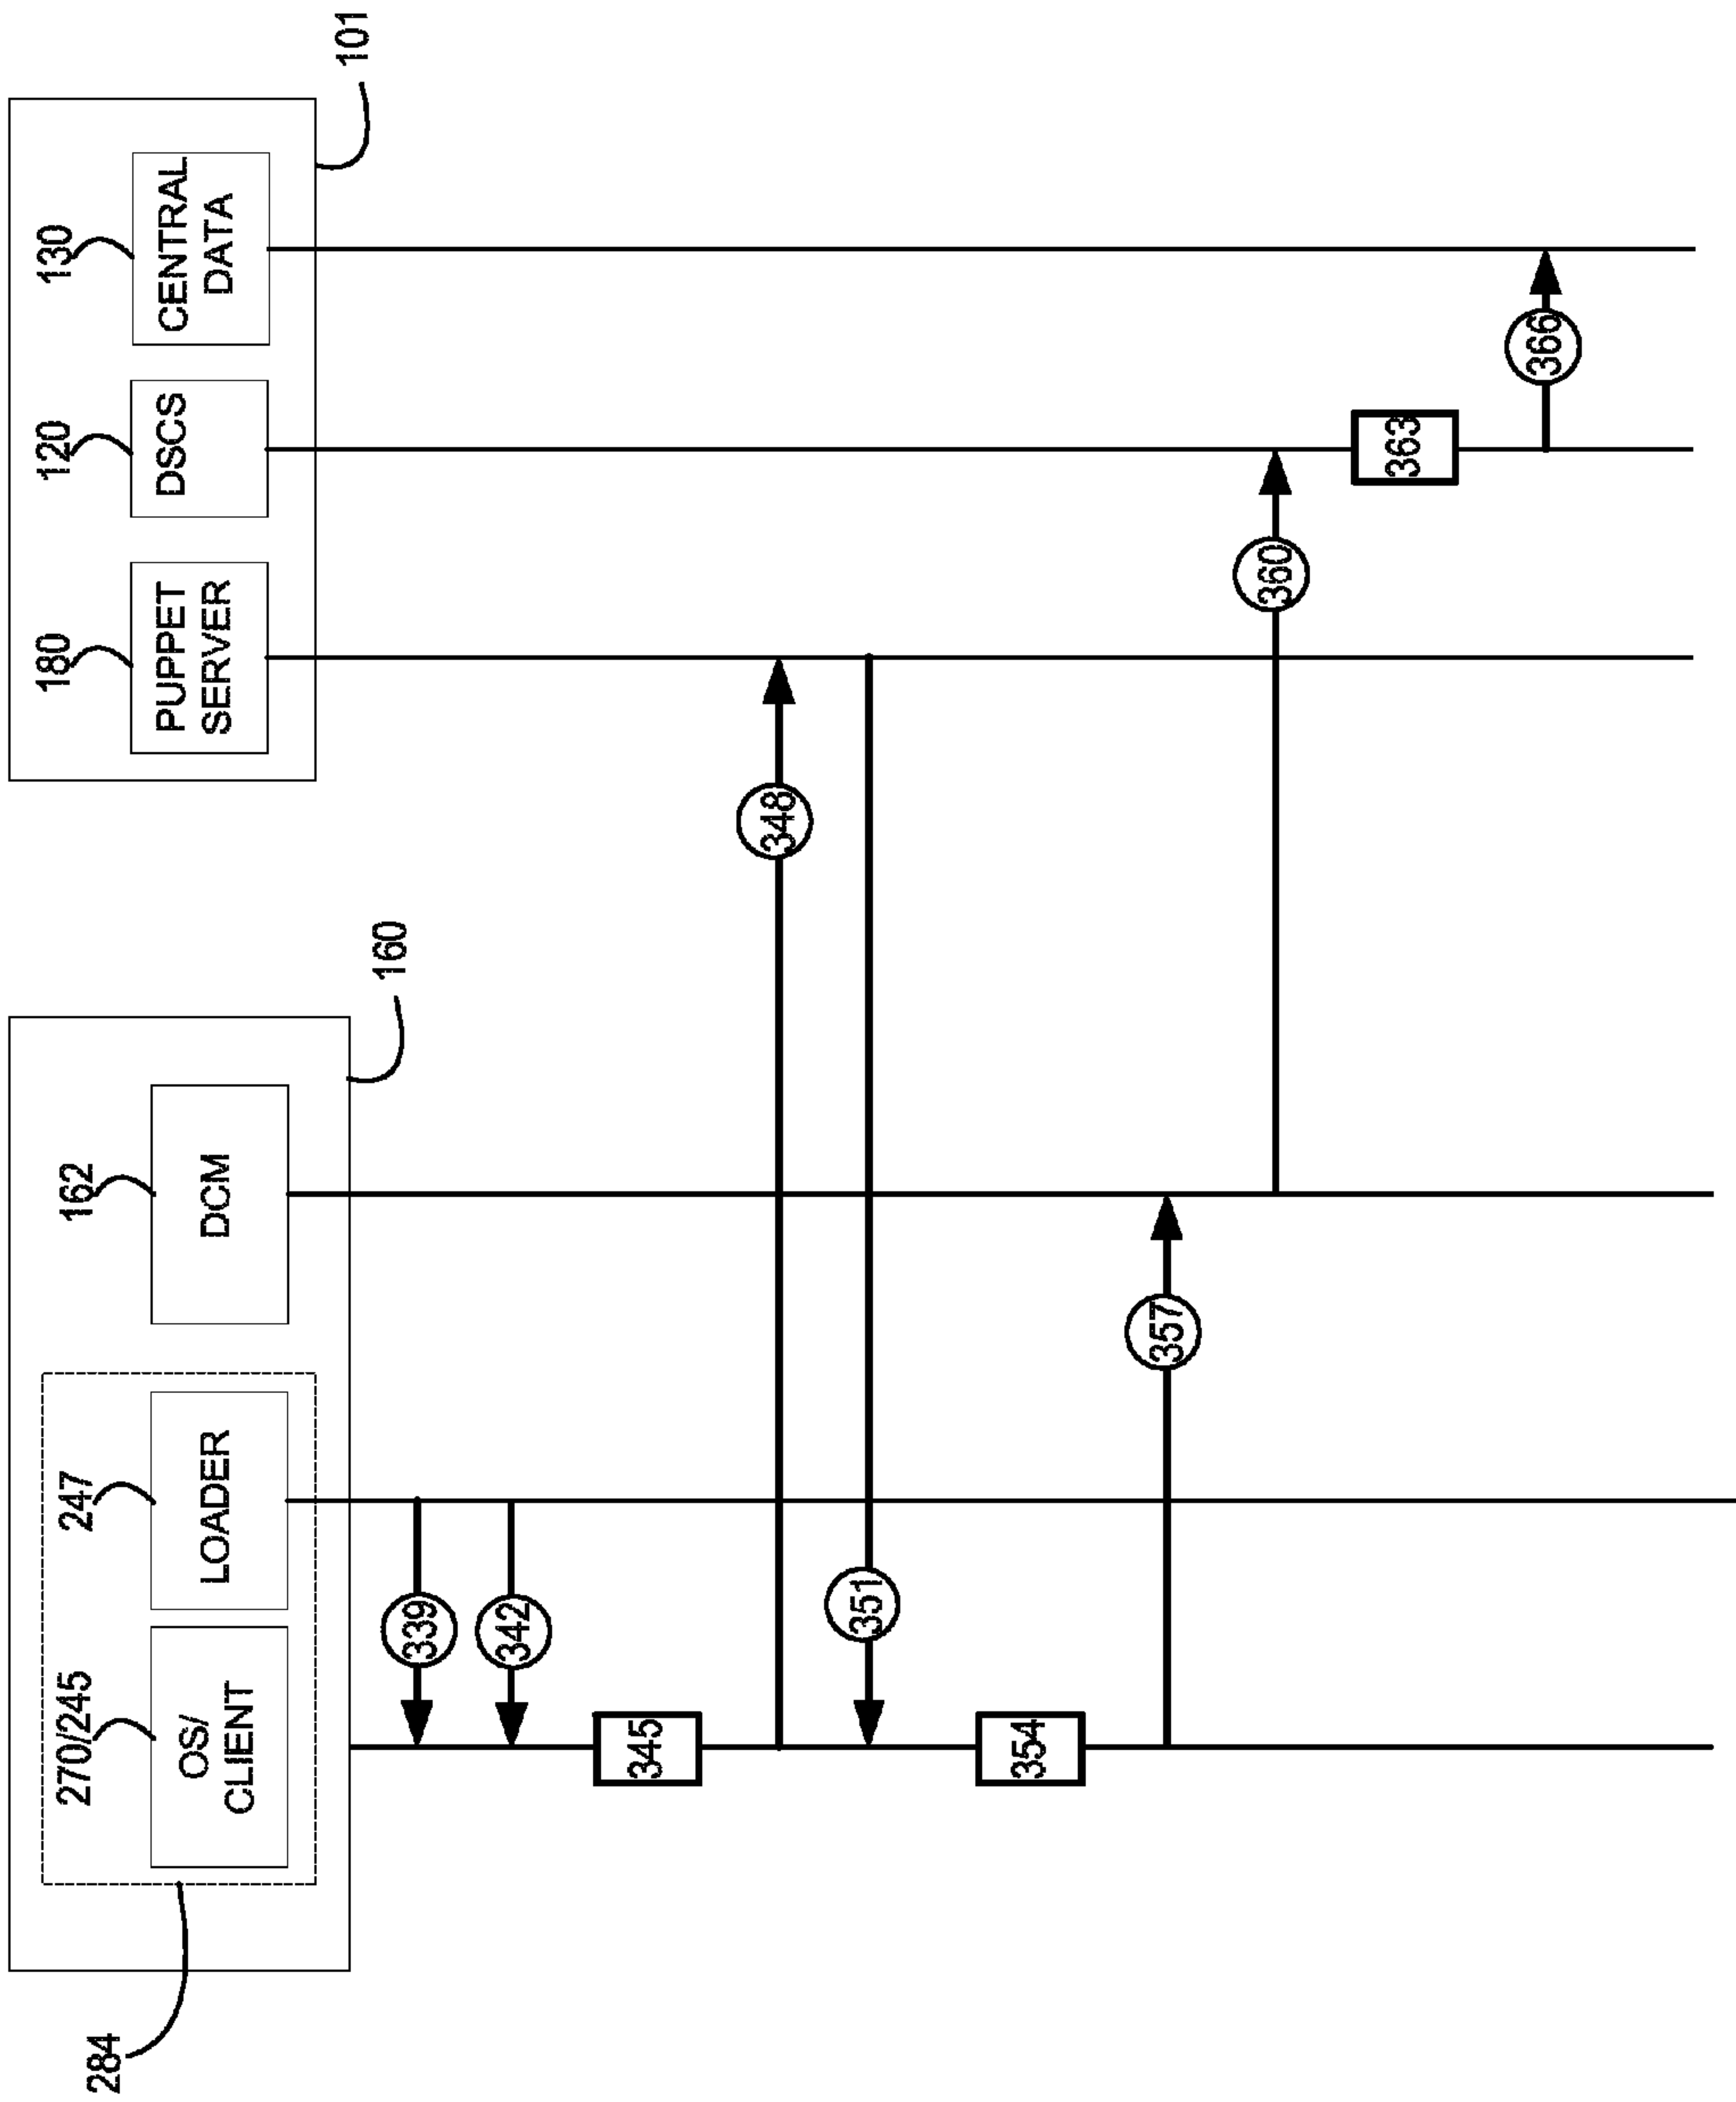 284
270/245
247
162
160
180
120
130
101
OS/
CLIENT
LOADER
DCM
PUPPET
SERVER
DSCS
CENTRAL
DATA
339
342
345
348
351
354
357
360
363
366